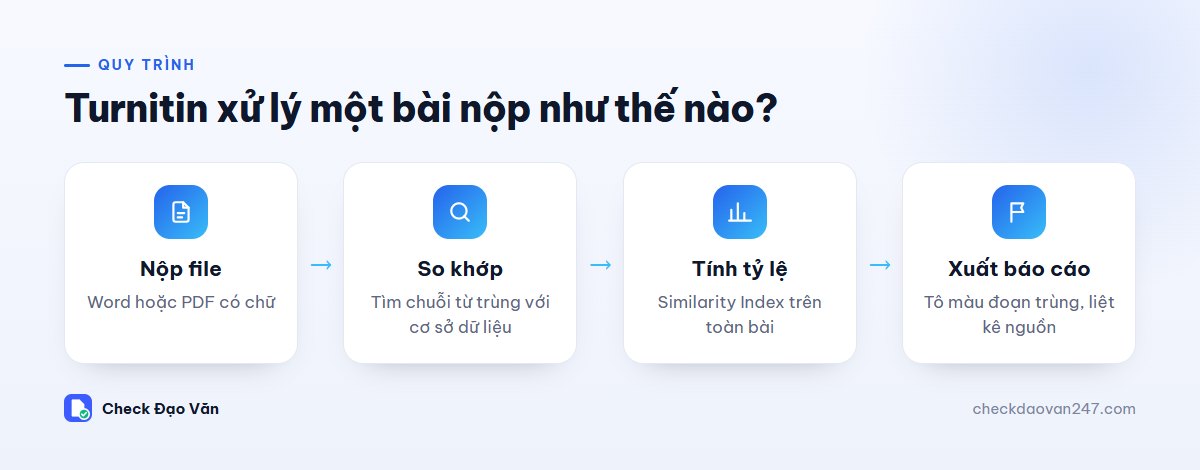 QUY TRÌNH
Turnitin xử lý một bài nộp như thế nào?
Nộp file
Word hoặc PDF có chữ
So khớp
Tìm chuỗi từ trùng với
cơ sở dữ liệu
Tính tỷ lệ
Similarity Index trên
toàn bài
Xuất báo cáo
Tô màu đoạn trùng, liệt
kê nguồn
Check Đạo Văn
checkdaovan247.com